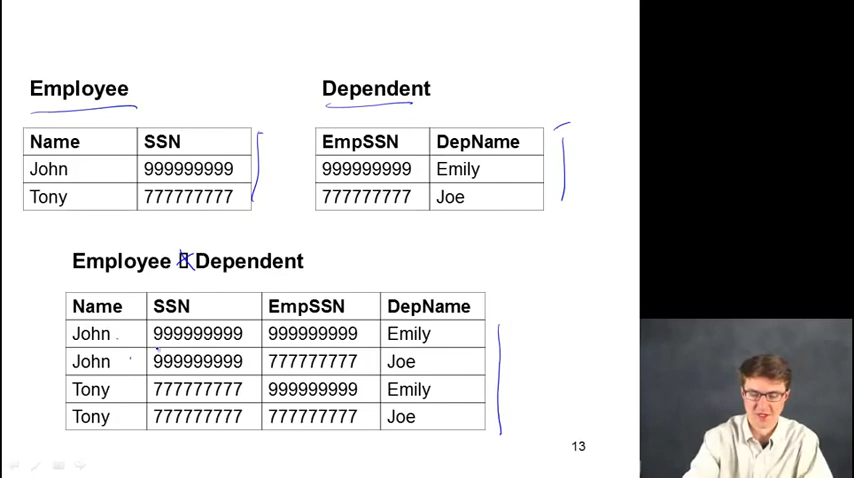 Employee Dependent
Name SSN EmpSSN DepName
John 999999999 999999999 Emily
Tony 777777777 777777777 Joe
Employee × Dependent
Name SSN EmpSSN DepName
John 999999999 999999999 Emily
John 999999999 777777777 Joe
Tony 777777777 999999999 Emily
Tony 777777777 777777777 Joe
13